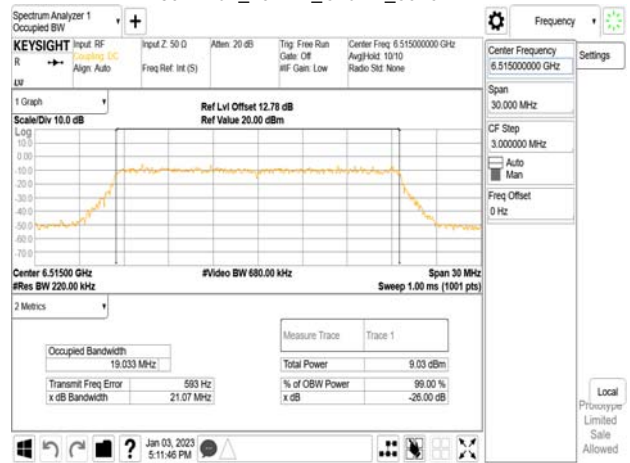 Spectrum Analyzer 1
Occupied BW
Frequency
KEYSIGHT
Input: RF
Coupling: DC
Align: Auto
Input Z: 50 Ω
Freq Ref: Int (S)
Atten: 20 dB
Trig: Free Run
Gate: Off
#IF Gain: Low
Center Freq: 6.515000000 GHz
Avg|Hold: 10/10
Radio Std: None
R
LXI
Center Frequency
6.515000000 GHz
Settings
Span
30.000 MHz
CF Step
3.000000 MHz
Auto
Man
Freq Offset
0 Hz
1 Graph
Scale/Div 10.0 dB
Ref Lvl Offset 12.78 dB
Ref Value 20.00 dBm
Log
10.0
0.00
-10.0
-20.0
-30.0
-40.0
-50.0
-60.0
-70.0
Center 6.51500 GHz
#Video BW 680.00 kHz
Span 30 MHz
#Res BW 220.00 kHz
Sweep 1.00 ms (1001 pts)
2 Metrics
Measure Trace
Trace 1
Occupied Bandwidth
19.033 MHz
Total Power
9.03 dBm
Transmit Freq Error
593 Hz
% of OBW Power
99.00 %
x dB Bandwidth
21.07 MHz
x dB
-26.00 dB
Local
Prototype
Limited
Sale
Allowed
?
Jan 03, 2023
5:11:46 PM